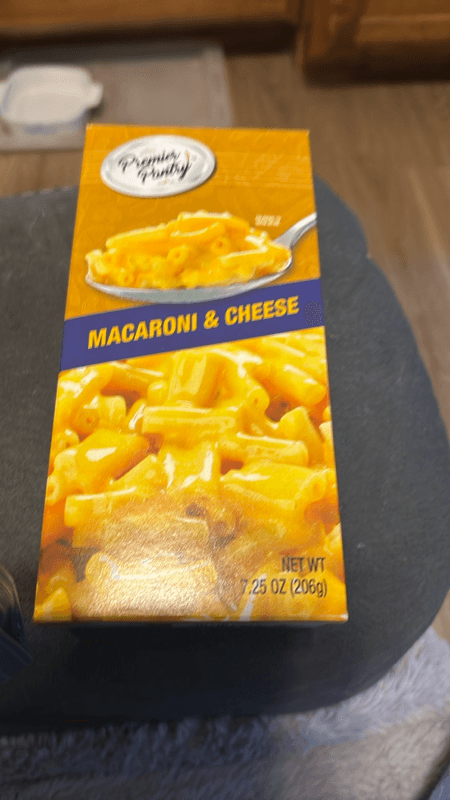 Premier
Pantry
MACARONI & CHEESE
NET WT
7.25 OZ (206g)